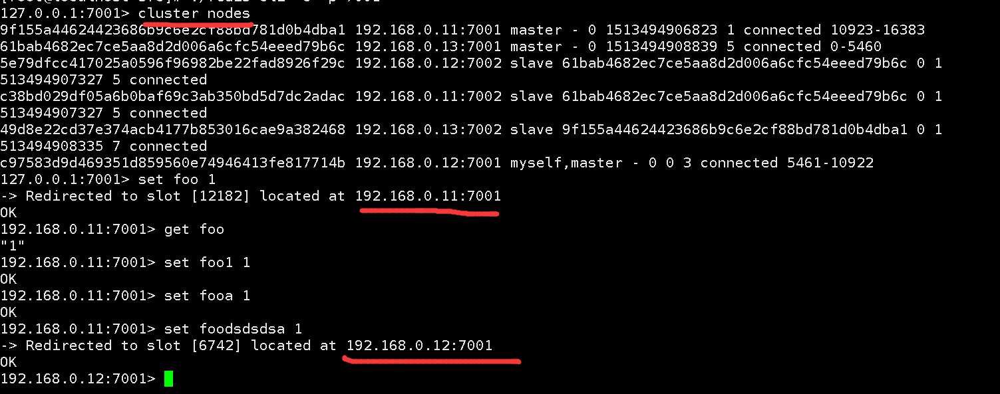 127.0.0.1:7001> cluster nodes
9f155a44624423686b9c6e2cf88bd781d0b4dba1 192.168.0.11:7001 master - 0 1513494906823 1 connected 10923-16383
61bab4682ec7ce5aa8d2d006a6cfc54eeed79b6c 192.168.0.13:7001 master - 0 1513494908839 5 connected 0-5460
5e79dfcc417025a0596f96982be22fad8926f29c 192.168.0.12:7002 slave 61bab4682ec7ce5aa8d2d006a6cfc54eeed79b6c 0 1
513494907327 5 connected
c38bd029df05a6b0baf69c3ab350bd5d7dc2adac 192.168.0.11:7002 slave 61bab4682ec7ce5aa8d2d006a6cfc54eeed79b6c 0 1
513494907327 5 connected
49d8e22cd37e374acb4177b853016cae9a382468 192.168.0.13:7002 slave 9f155a44624423686b9c6e2cf88bd781d0b4dba1 0 1
513494908335 7 connected
c97583d9d469351d859560e74946413fe817714b 192.168.0.12:7001 myself,master - 0 0 3 connected 5461-10922
127.0.0.1:7001> set foo 1
-> Redirected to slot [12182] located at 192.168.0.11:7001
OK
192.168.0.11:7001> get foo
"1"
192.168.0.11:7001> set foo1 1
OK
192.168.0.11:7001> set fooa 1
OK
192.168.0.11:7001> set foodsdsdsa 1
-> Redirected to slot [6742] located at 192.168.0.12:7001
OK
192.168.0.12:7001>